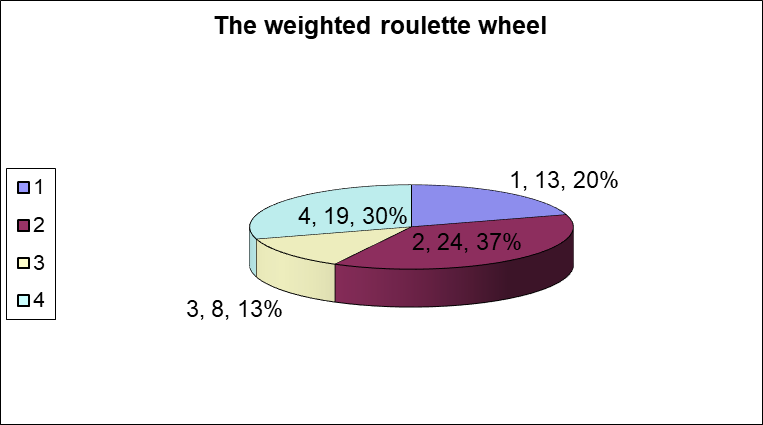 The weighted roulette wheel
1
2
3
4
1, 13, 20%
4, 19, 30%
2, 24, 37%
3, 8, 13%